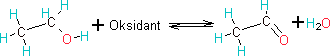 H H
O H
+ Oksidant ⇌
O
H
+ H₂O